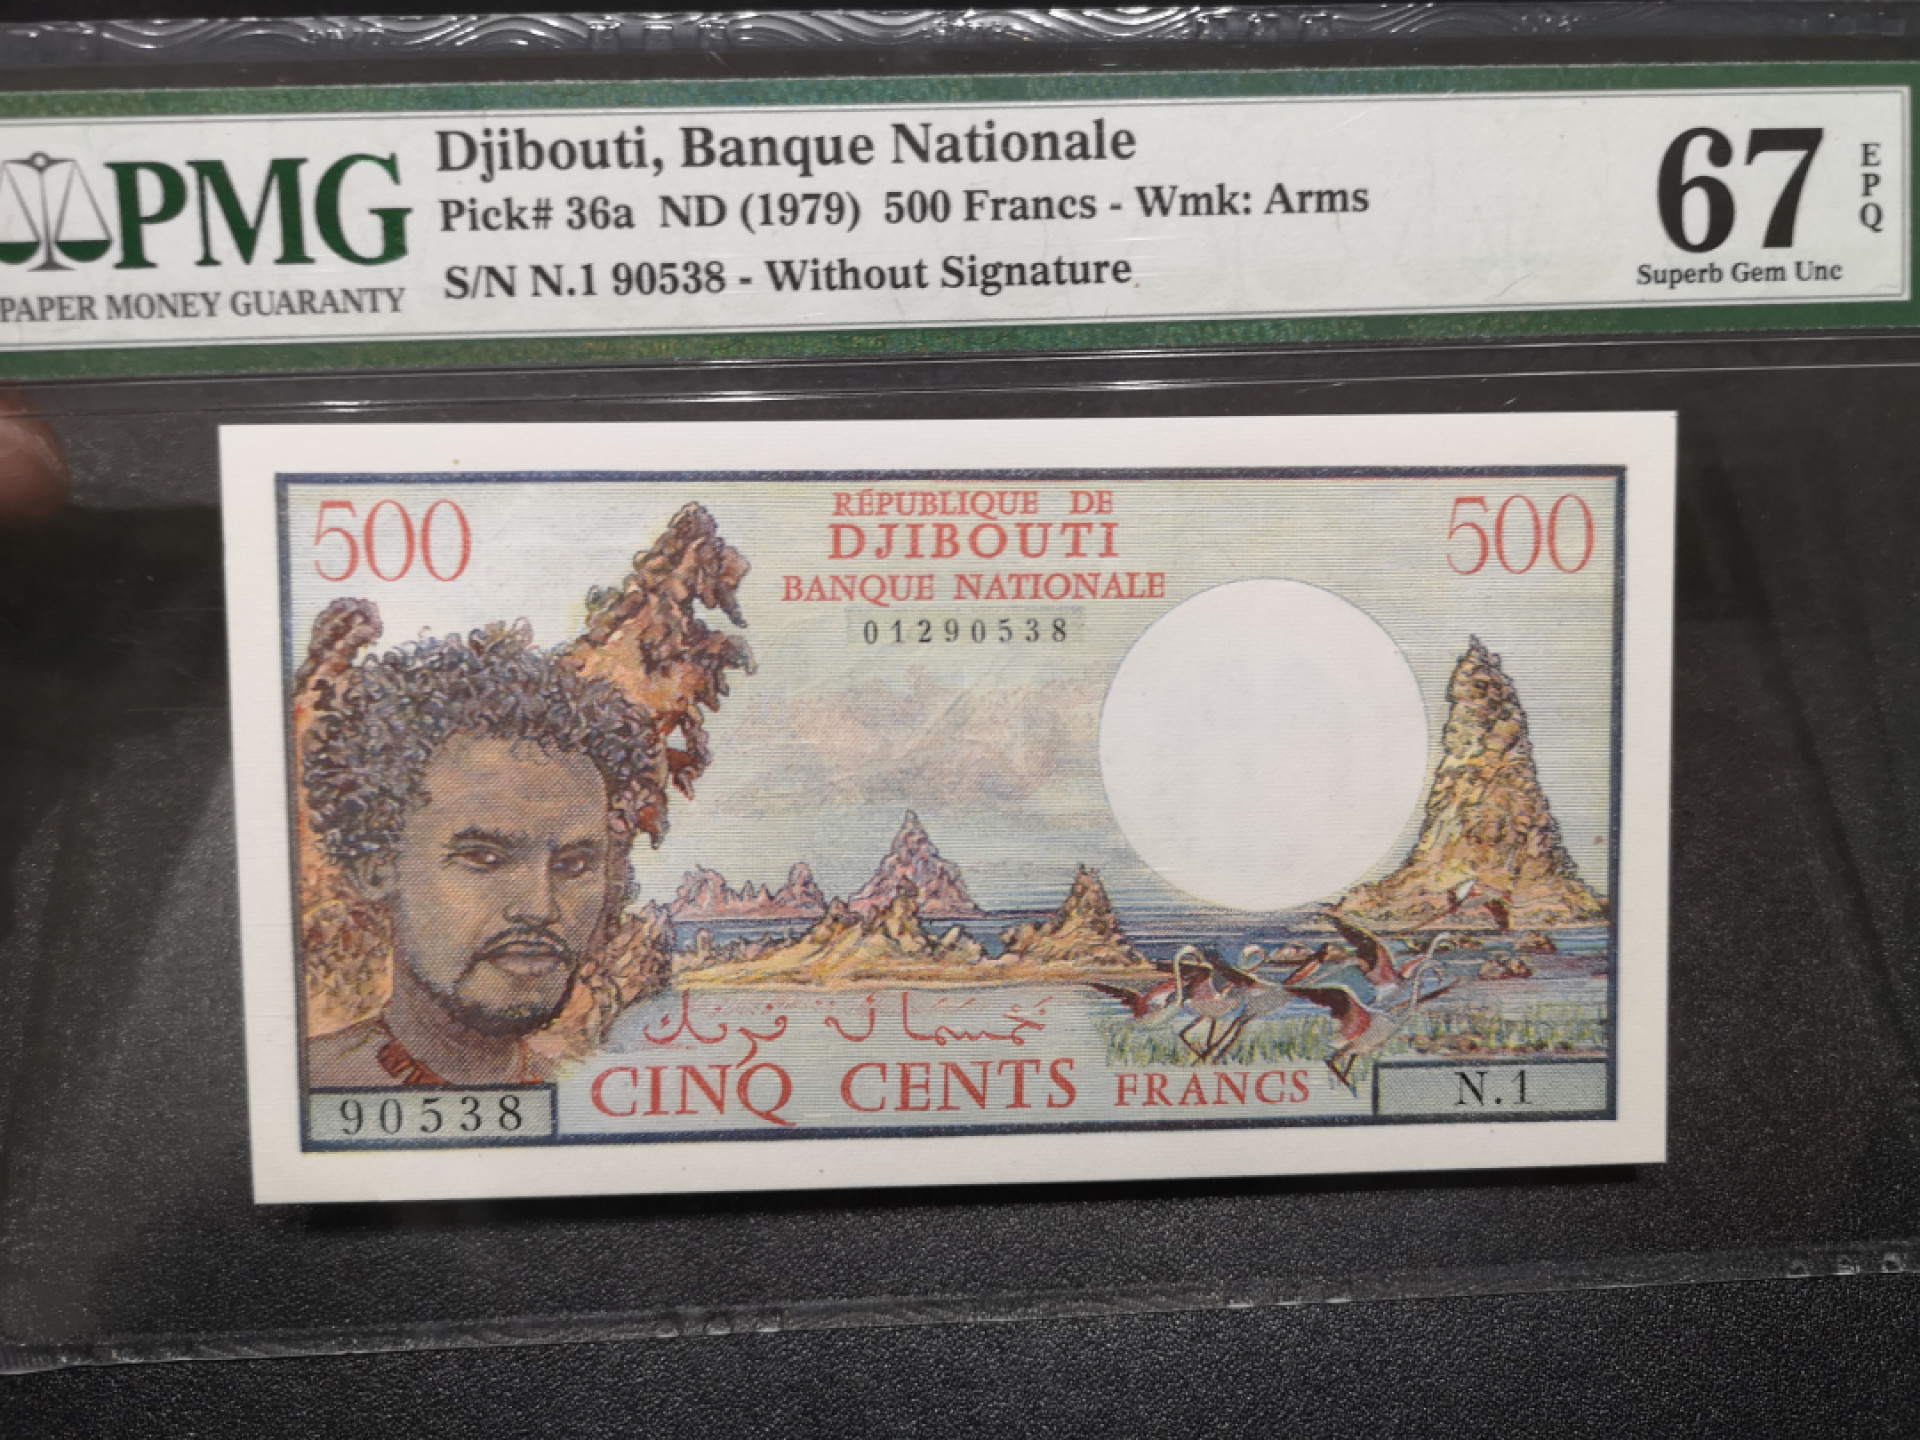 PMG
PAPER MONEY GUARANTY
Djibouti, Banque Nationale
Pick# 36a ND (1979) 500 Francs - Wmk: Arms
S/N N.1 90538 - Without Signature
67
EPQ
Superb Gem Unc
500
RÉPUBLIQUE DE
DJIBOUTI
BANQUE NATIONALE
500
01290538
خمسمائة فرنك
CINQ CENTS FRANCS
90538
N.1